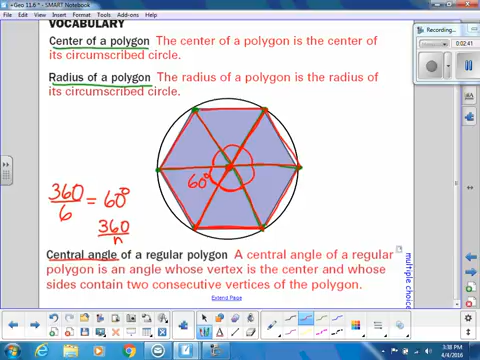 Geo 11.6 * - SMART Notebook
File Edit View Insert Format Tools Add-ons Help
Recording...
00:02:41
VOCABULARY
Center of a polygon The center of a polygon is the center of
its circumscribed circle.
Radius of a polygon The radius of a polygon is the radius of
its circumscribed circle.
60°
360
6
= 60°
360
n
Central angle of a regular polygon A central angle of a regular
polygon is an angle whose vertex is the center and whose
sides contain two consecutive vertices of the polygon.
multiple choice
Extend Page
3:38 PM
4/4/2016